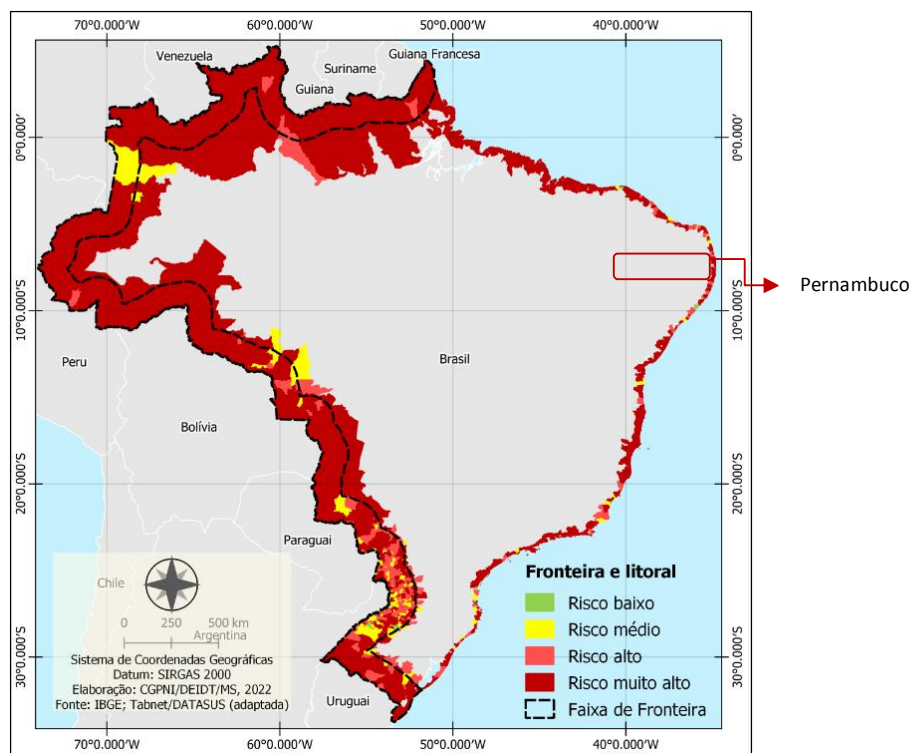 70°0.000'W 60°0.000'W 50°0.000'W 40°0.000'W
Venezuela
Guiana Francesa
Suriname
Guiana
0°0.000' 0°0.000'
Pernambuco
10°0.000'S 10°0.000'S
Peru
Brasil
Bolívia
20°0.000'S 20°0.000'S
Paraguai
Chile
0 250 500 km
Argentina
Sistema de Coordenadas Geográficas
Datum: SIRGAS 2000
Elaboração: CGPNI/DEIDT/MS, 2022
Fonte: IBGE; Tabnet/DATASUS (adaptada)
Uruguai
Fronteira e litoral
Risco baixo
Risco médio
Risco alto
Risco muito alto
Faixa de Fronteira
30°0.000'S 30°0.000'S
70°0.000'W 60°0.000'W 50°0.000'W 40°0.000'W